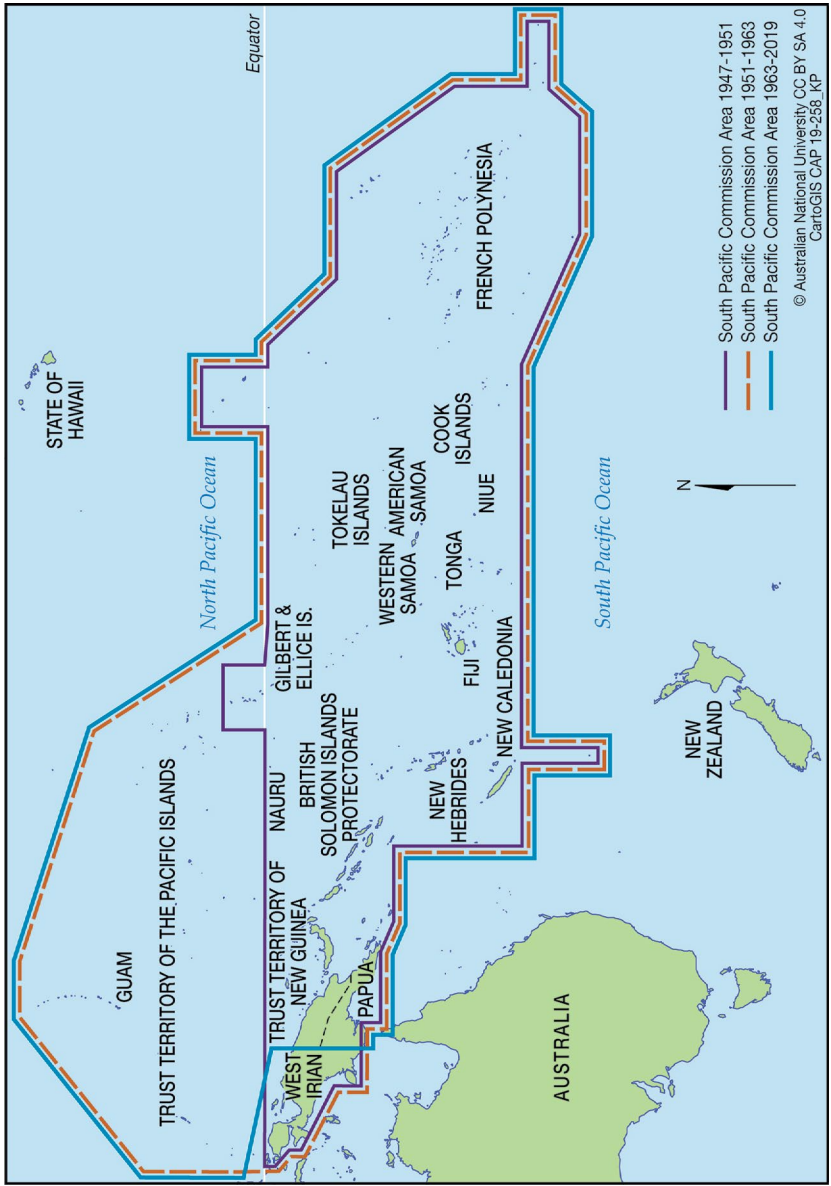 STATE OF
HAWAII
Equator
North Pacific Ocean
GUAM
TRUST TERRITORY OF THE PACIFIC ISLANDS
NAURU
GILBERT &
ELLICE IS.
TRUST TERRITORY OF
NEW GUINEA
WEST
IRIAN
PAPUA
BRITISH
SOLOMON ISLANDS
PROTECTORATE
TOKELAU
ISLANDS
WESTERN
SAMOA
AMERICAN
SAMOA
COOK
ISLANDS
FRENCH POLYNESIA
NEW
HEBRIDES
FIJI
TONGA
NIUE
NEW CALEDONIA
South Pacific Ocean
AUSTRALIA
NEW
ZEALAND
N
South Pacific Commission Area 1947-1951
South Pacific Commission Area 1951-1963
South Pacific Commission Area 1963-2019
© Australian National University CC BY SA 4.0
CartoGIS CAP 19-258_KP